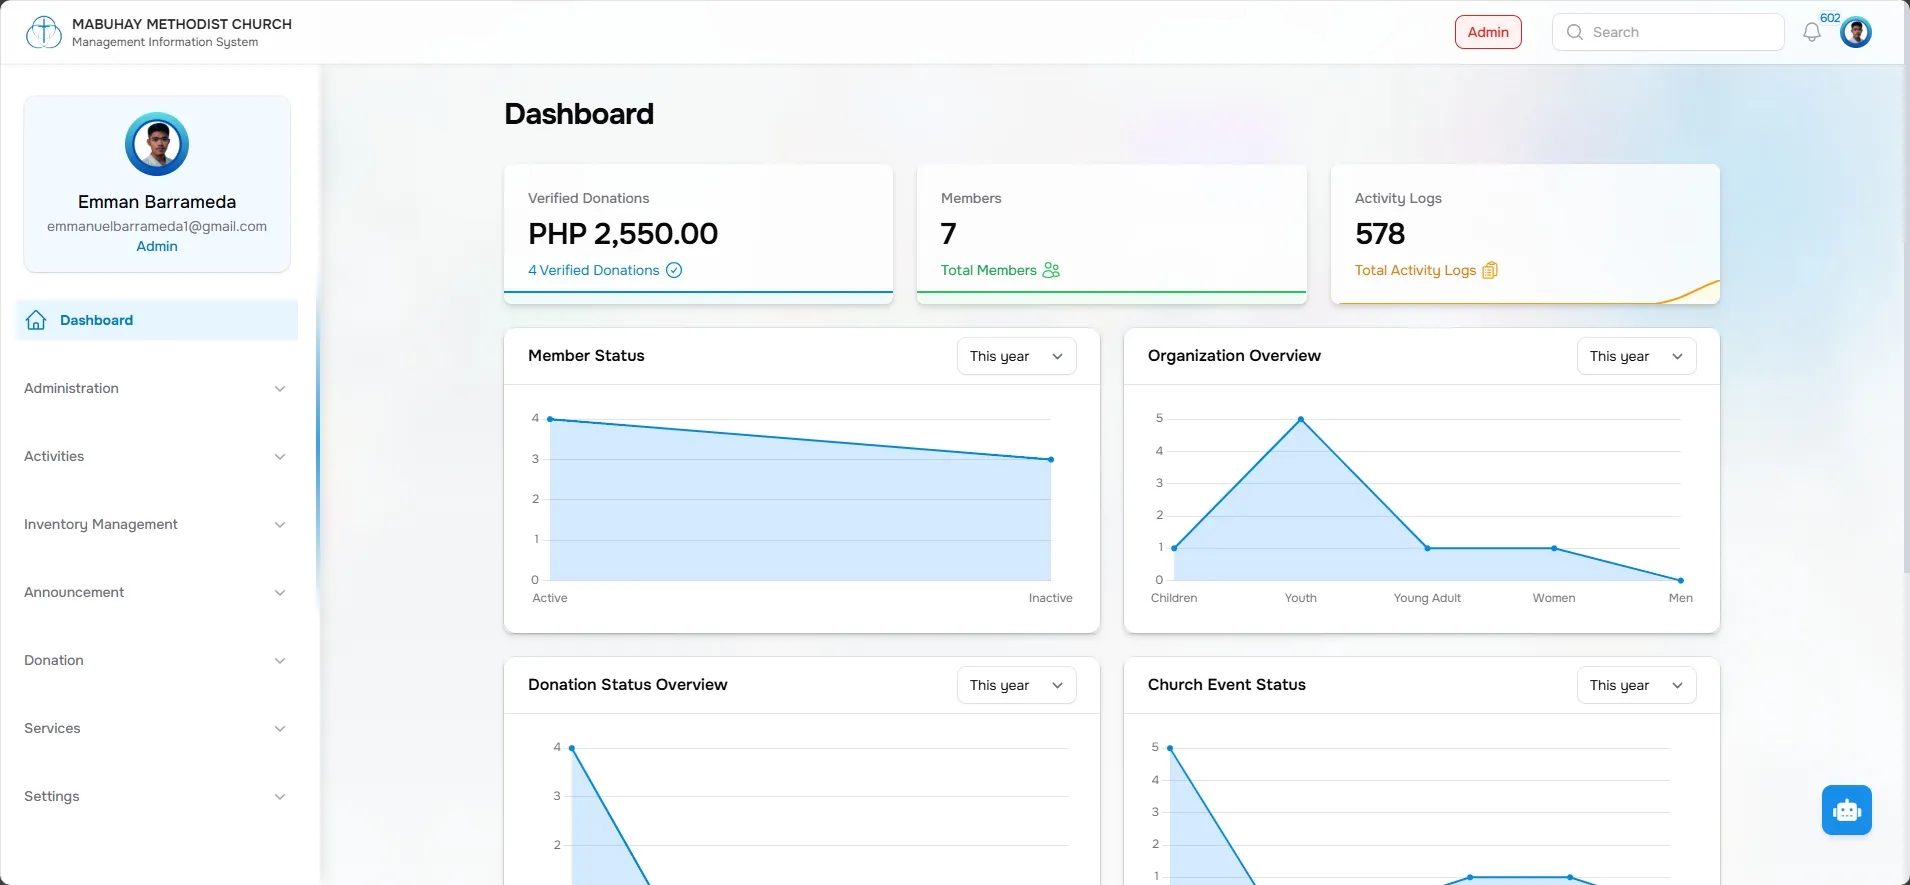 MABUHAY METHODIST CHURCH
Management Information System
Admin
Search
602
Emman Barrameda
emmanuelbarrameda1@gmail.com
Admin
Dashboard
Administration
Activities
Inventory Management
Announcement
Donation
Services
Settings
Dashboard
Verified Donations
PHP 2,550.00
4 Verified Donations
Members
7
Total Members
Activity Logs
578
Total Activity Logs
Member Status
This year
4
3
2
1
0
Active
Inactive
Organization Overview
This year
5
4
3
2
1
0
Children
Youth
Young Adult
Women
Men
Donation Status Overview
This year
4
3
2
Church Event Status
This year
5
4
3
2
1